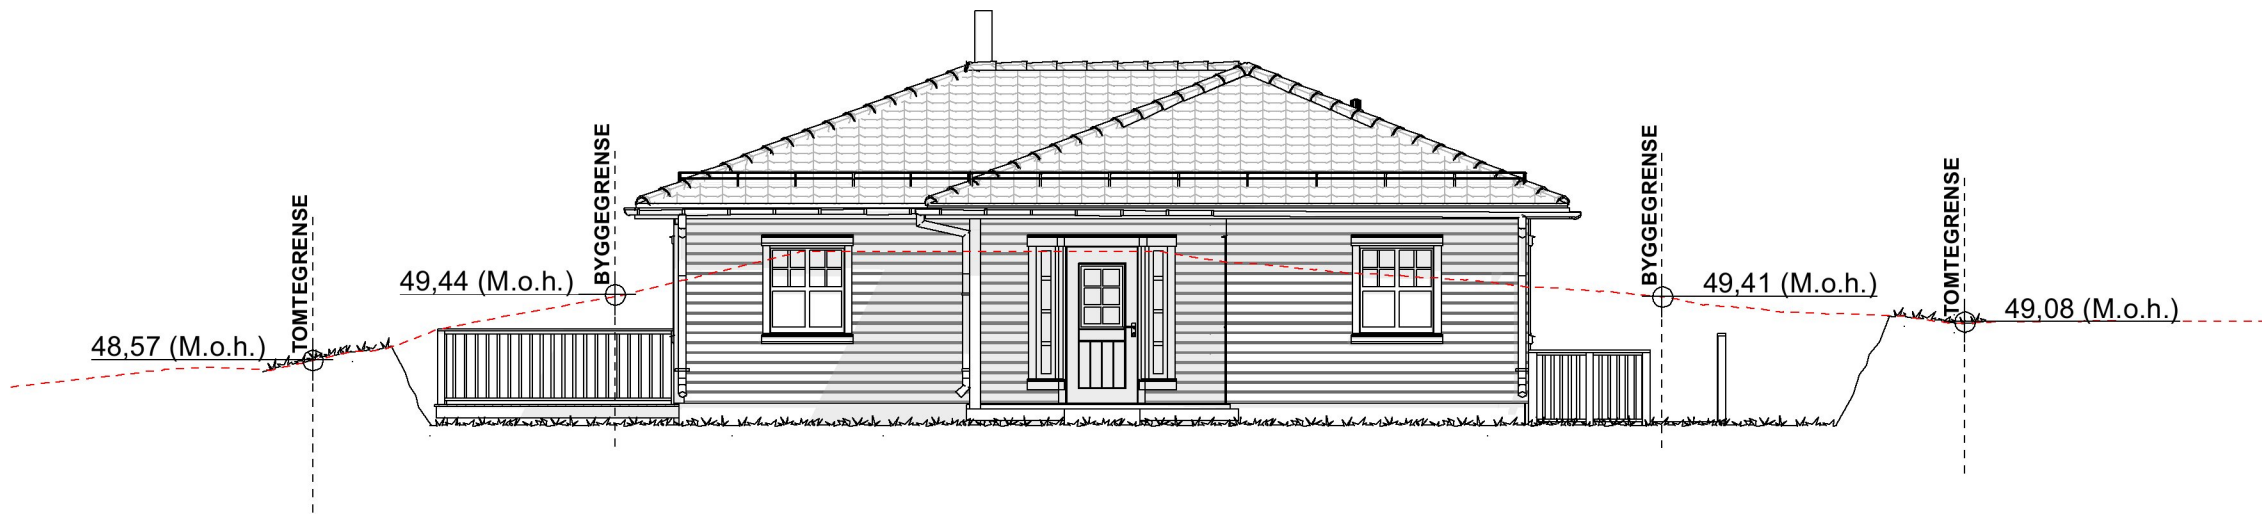 TOMTEGRENSE
48,57 (M.o.h.)
BYGGEGRENSE
49,44 (M.o.h.)
BYGGEGRENSE
49,41 (M.o.h.)
TOMTEGRENSE
49,08 (M.o.h.)